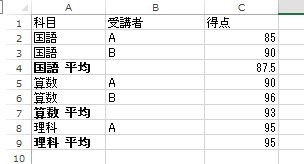 A B C
1 科目 受講者 得点
2 国語 A 85
3 国語 B 90
4 国語 平均 87.5
5 算数 A 90
6 算数 B 96
7 算数 平均 93
8 理科 A 95
9 理科 平均 95
10